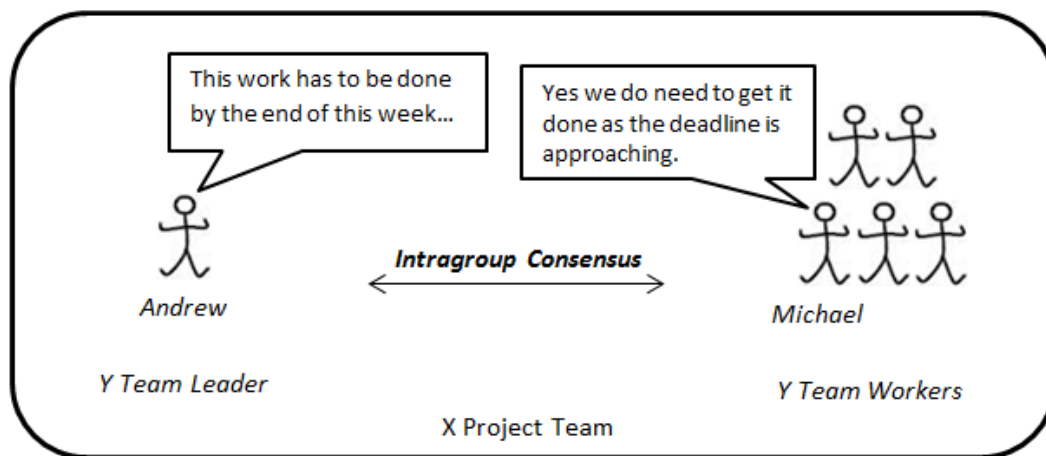 This work has to be done
by the end of this week...
Yes we do need to get it
done as the deadline is
approaching.
Intragroup Consensus
Andrew
Michael
Y Team Leader
Y Team Workers
X Project Team